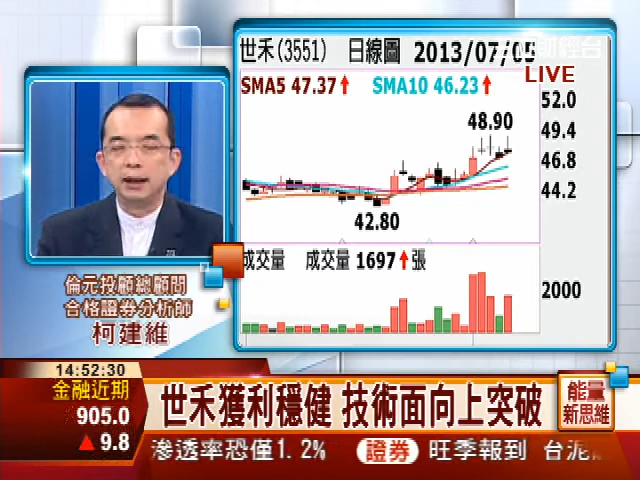 世禾(3551) 日線圖 2013/07/05
LIVE
SMA5 47.37 SMA10 46.23
52.0
49.4
46.8
44.2
48.90
42.80
成交量 成交量 1697 張
2000
倫元投顧總顧問
合格證券分析師
柯建維
14:52:30
金融近期
905.0
▲ 9.8
世禾獲利穩健 技術面向上突破
能量
新思維
滲透率恐僅1.2% 證券 旺季報到 台泥